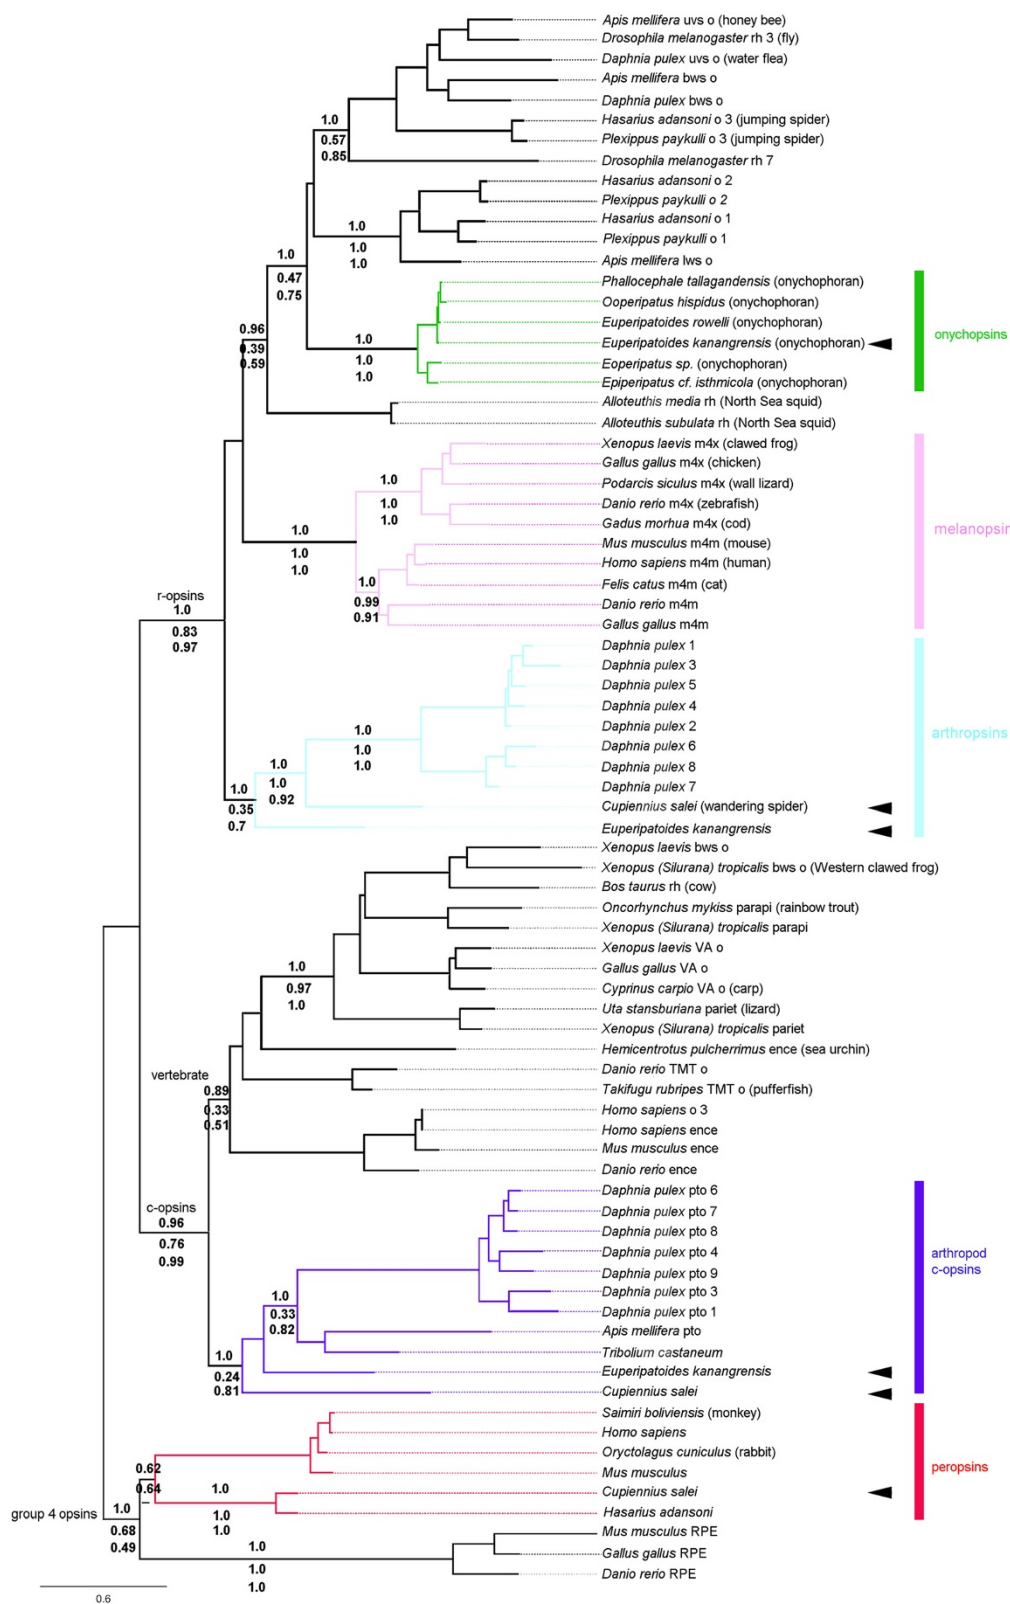 Apis mellifera uvs o (honey bee)
Drosophila melanogaster rh 3 (fly)
Daphnia pulex uvs o (water flea)
Apis mellifera bws o
Daphnia pulex bws o
Hasarius adansoni o 3 (jumping spider)
1.0
0.57
Plexippus paykulli o 3 (jumping spider)
0.85
Drosophila melanogaster rh 7
Hasarius adansoni o 2
Plexippus paykulli o 2
Hasarius adansoni o 1
1.0
Plexippus paykulli o 1
1.0
1.0
Apis mellifera lws o
1.0
0.47
0.75
Phallocephale tallagandensis (onychophoran)
Ooperipatus hispidus (onychophoran)
Euperipatoides rowelli (onychophoran)
onychopsins
0.96
0.39
0.59
1.0
1.0
1.0
Euperipatoides kanangrensis (onychophoran)
Eoperipatus sp. (onychophoran)
Epiperipatus cf. isthmicola (onychophoran)
Alloteuthis media rh (North Sea squid)
Alloteuthis subulata rh (North Sea squid)
Xenopus laevis m4x (clawed frog)
Gallus gallus m4x (chicken)
1.0
1.0
1.0
Podarcis siculus m4x (wall lizard)
Danio rerio m4x (zebrafish)
Gadus morhua m4x (cod)
melanopsir
1.0
1.0
1.0
Mus musculus m4m (mouse)
Homo sapiens m4m (human)
1.0
0.99
0.91
Felis catus m4m (cat)
Danio rerio m4m
Gallus gallus m4m
r-opsins
1.0
0.83
0.97
Daphnia pulex 1
Daphnia pulex 3
Daphnia pulex 5
Daphnia pulex 4
Daphnia pulex 2
arthropsins
1.0
1.0
1.0
Daphnia pulex 6
Daphnia pulex 8
Daphnia pulex 7
1.0
1.0
0.92
1.0
0.35
0.7
Cupiennius salei (wandering spider)
Euperipatoides kanangrensis
Xenopus laevis bws o
Xenopus (Silurana) tropicalis bws o (Western clawed frog)
Bos taurus rh (cow)
Oncorhynchus mykiss parapi (rainbow trout)
Xenopus (Silurana) tropicalis parapi
Xenopus laevis VA o
1.0
0.97
1.0
Gallus gallus VA o
Cyprinus carpio VA o (carp)
Uta stansburiana pariet (lizard)
Xenopus (Silurana) tropicalis pariet
Hemicentrotus pulcherrimus ence (sea urchin)
Danio rerio TMT o
vertebrate
0.89
0.33
0.51
Takifugu rubripes TMT o (pufferfish)
Homo sapiens o 3
Homo sapiens ence
Mus musculus ence
Danio rerio ence
Daphnia pulex pto 6
c-opsins
0.96
0.76
0.99
Daphnia pulex pto 7
Daphnia pulex pto 8
Daphnia pulex pto 4
Daphnia pulex pto 9
arthropod
c-opsins
Daphnia pulex pto 3
Daphnia pulex pto 1
1.0
0.33
0.82
Apis mellifera pto
Tribolium castaneum
1.0
0.24
0.81
Euperipatoides kanangrensis
Cupiennius salei
Saimiri boliviensis (monkey)
Homo sapiens
Oryctolagus cuniculus (rabbit)
Mus musculus
peropsins
0.62
0.64
–
1.0
1.0
1.0
Cupiennius salei
Hasarius adansoni
group 4 opsins
1.0
0.68
0.49
Mus musculus RPE
1.0
1.0
1.0
Gallus gallus RPE
Danio rerio RPE
0.6